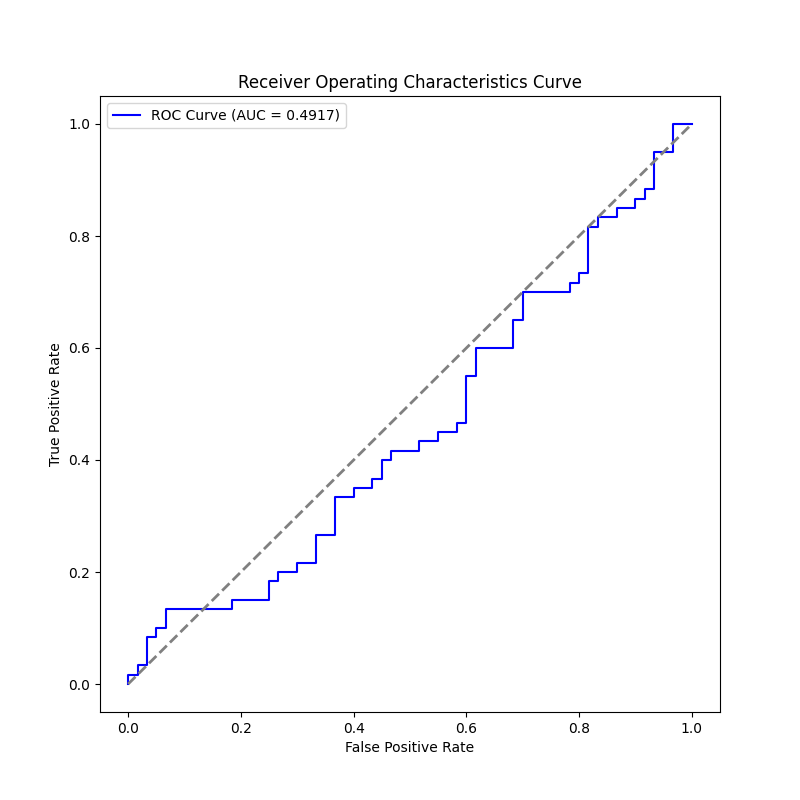 Receiver Operating Characteristics Curve
ROC Curve (AUC = 0.4917)
1.0
0.8
0.6
0.4
0.2
0.0
True Positive Rate
0.0 0.2 0.4 0.6 0.8 1.0
False Positive Rate